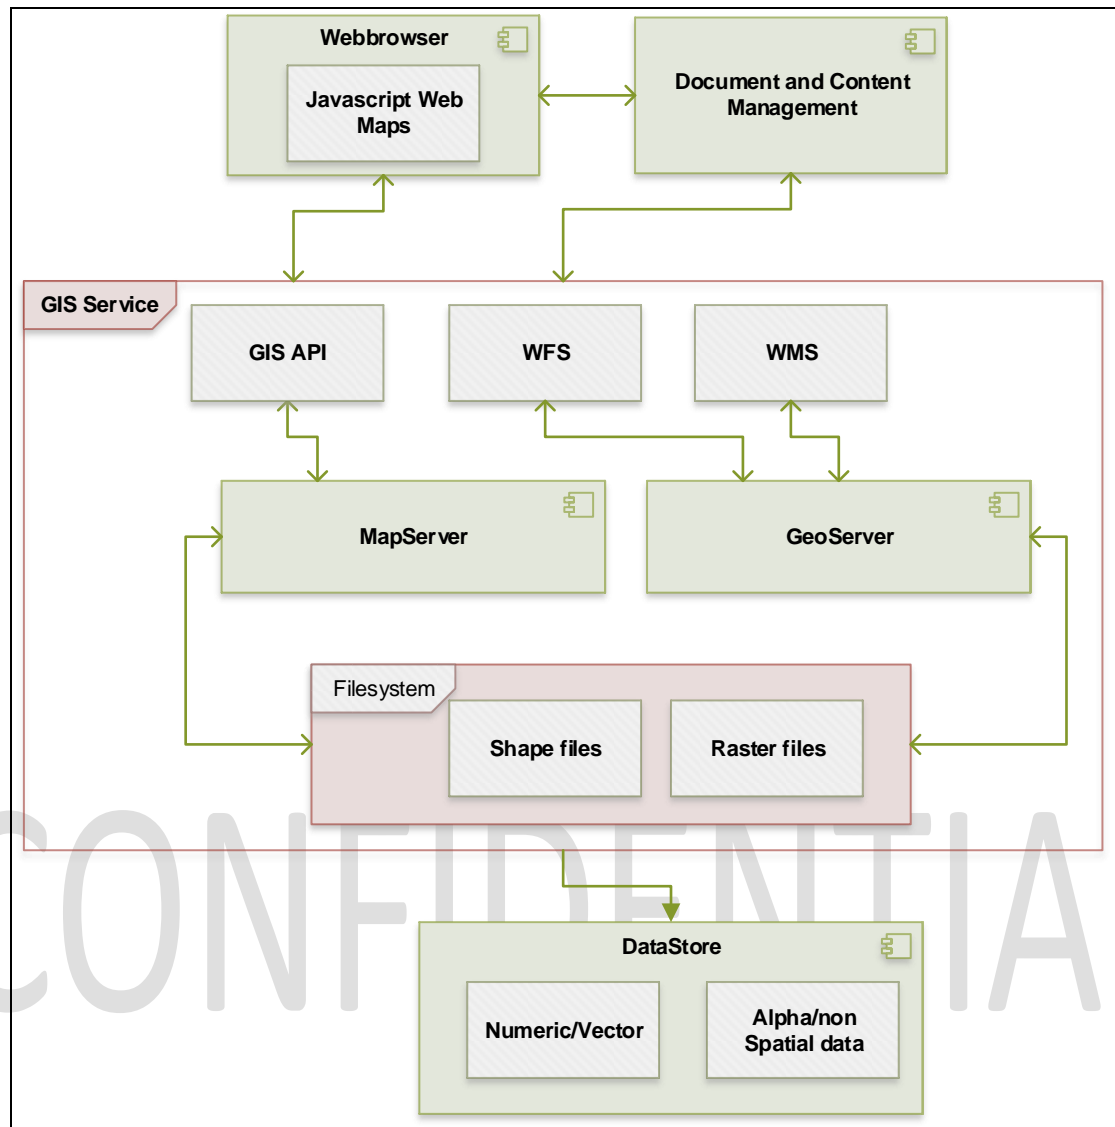 Webbrowser
Javascript Web
Maps
Document and Content
Management
GIS Service
GIS API
WFS
WMS
MapServer
GeoServer
Filesystem
Shape files
Raster files
CONFIDENTIA
DataStore
Numeric/Vector
Alpha/non
Spatial data